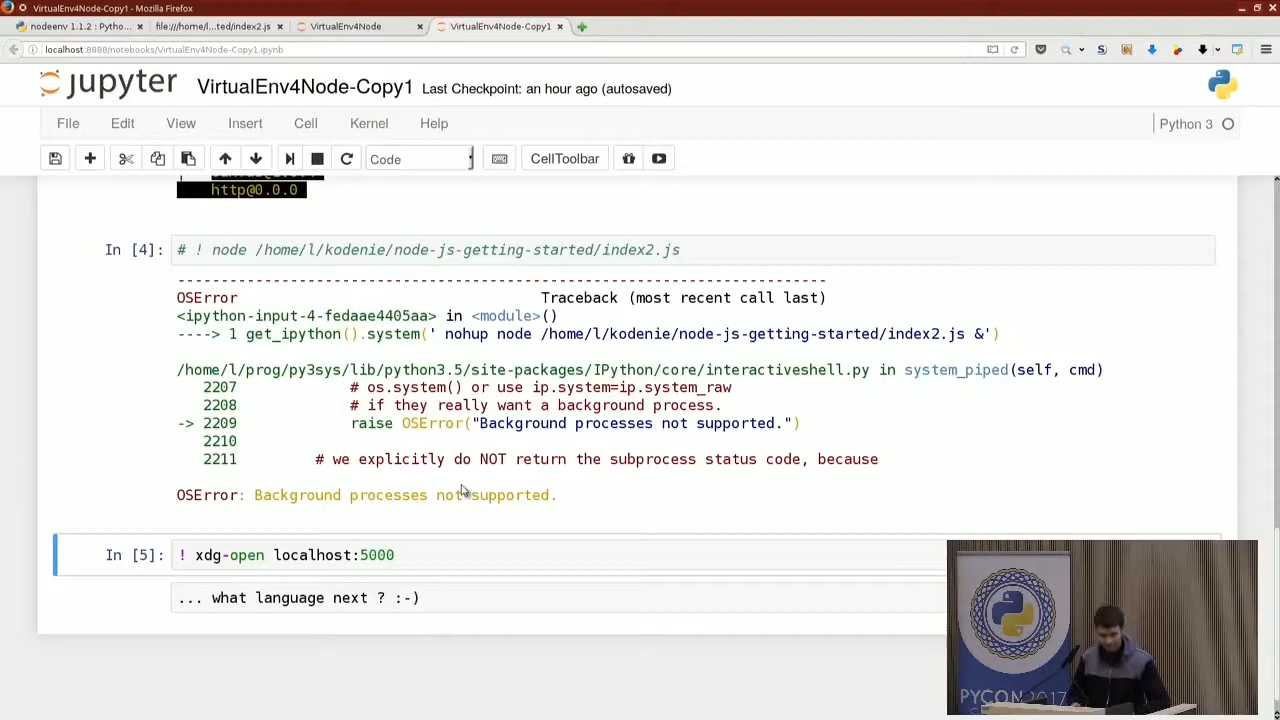 VirtualEnv4Node-Copy1 - Mozilla Firefox
nodeenv 1.1.2 : Pytho... × file:///home/l...ted/index2.js × VirtualEnv4Node × VirtualEnv4Node-Copy1 ×
localhost:8888/notebooks/VirtualEnv4Node-Copy1.ipynb
jupyter VirtualEnv4Node-Copy1 Last Checkpoint: an hour ago (autosaved)
File Edit View Insert Cell Kernel Help Python 3
Code CellToolbar
http@0.0.0
In [4]: # ! node /home/l/kodenie/node-js-getting-started/index2.js
---------------------------------------------------------------------------
OSError Traceback (most recent call last)
<ipython-input-4-fedaae4405aa> in <module>()
----> 1 get_ipython().system(' nohup node /home/l/kodenie/node-js-getting-started/index2.js &')
/home/l/prog/py3sys/lib/python3.5/site-packages/IPython/core/interactiveshell.py in system_piped(self, cmd)
2207 # os.system() or use ip.system=ip.system_raw
2208 # if they really want a background process.
-> 2209 raise OSError("Background processes not supported.")
2210
2211 # we explicitly do NOT return the subprocess status code, because
OSError: Background processes not supported.
In [5]: ! xdg-open localhost:5000
... what language next ? :-)
PYCON 2017